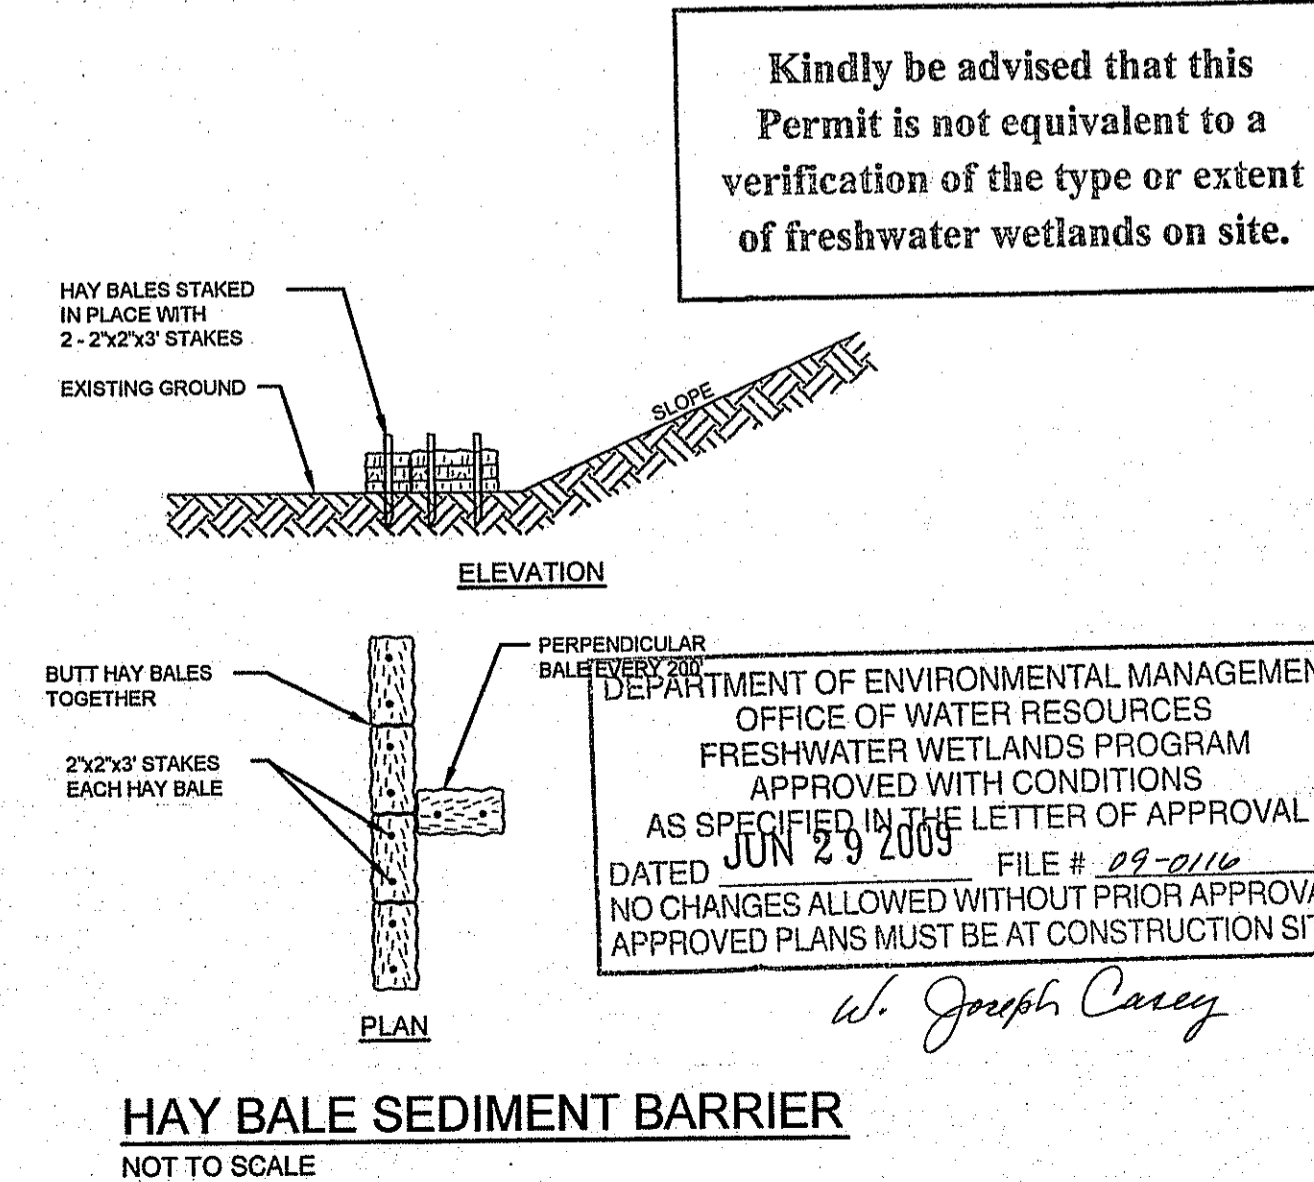 Kindly be advised that this
Permit is not equivalent to a
verification of the type or extent
of freshwater wetlands on site.
HAY BALES STAKED
IN PLACE WITH
2 - 2"x2"x3' STAKES
EXISTING GROUND
SLOPE
ELEVATION
PERPENDICULAR
BALE EVERY 200'
BUTT HAY BALES
TOGETHER
2"x2"x3' STAKES
EACH HAY BALE
PLAN
DEPARTMENT OF ENVIRONMENTAL MANAGEMEN
OFFICE OF WATER RESOURCES
FRESHWATER WETLANDS PROGRAM
APPROVED WITH CONDITIONS
AS SPECIFIED IN THE LETTER OF APPROVAL
DATED JUN 29 2009 FILE # 09-0116
NO CHANGES ALLOWED WITHOUT PRIOR APPROVA
APPROVED PLANS MUST BE AT CONSTRUCTION SIT
W. Joseph Casey
HAY BALE SEDIMENT BARRIER
NOT TO SCALE